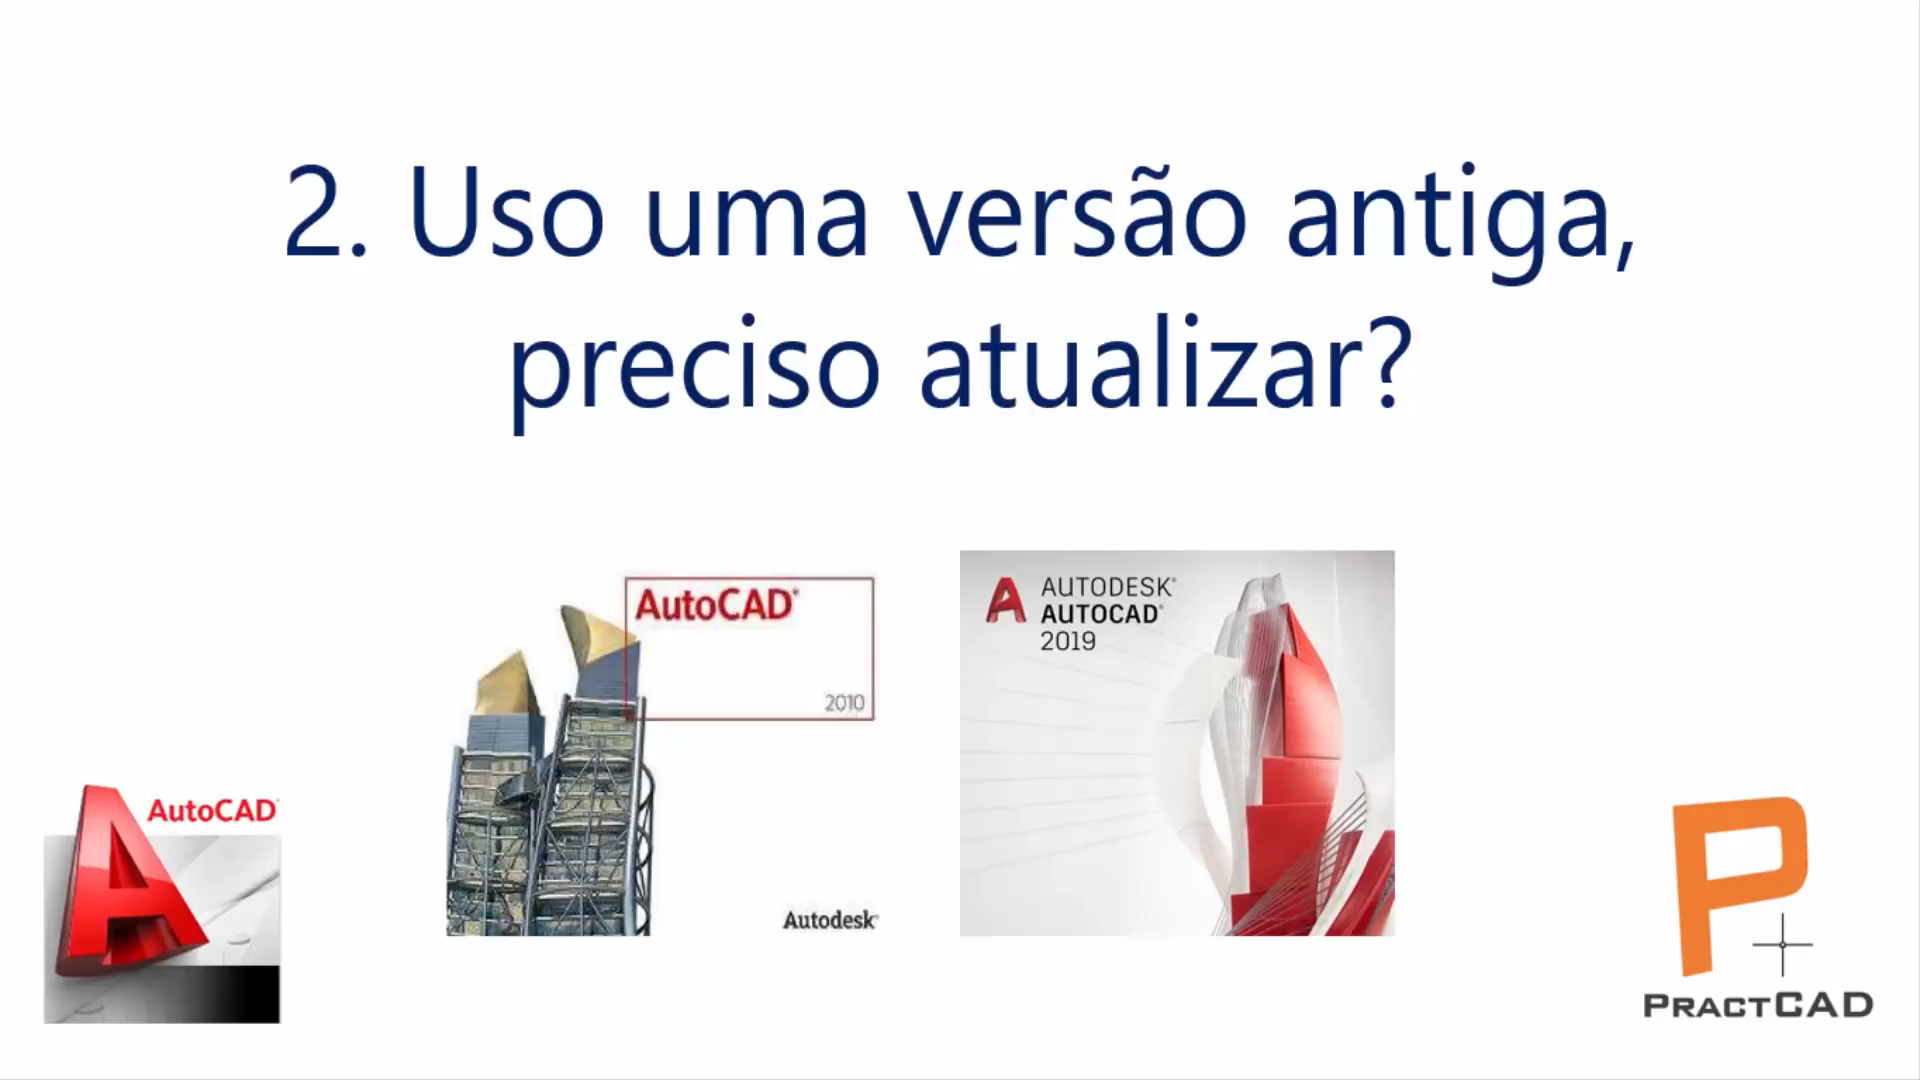 2. Uso uma versão antiga,
preciso atualizar?
AutoCAD
2010
Autodesk
AUTODESK
AUTOCAD
2019
AutoCAD
PRACTCAD